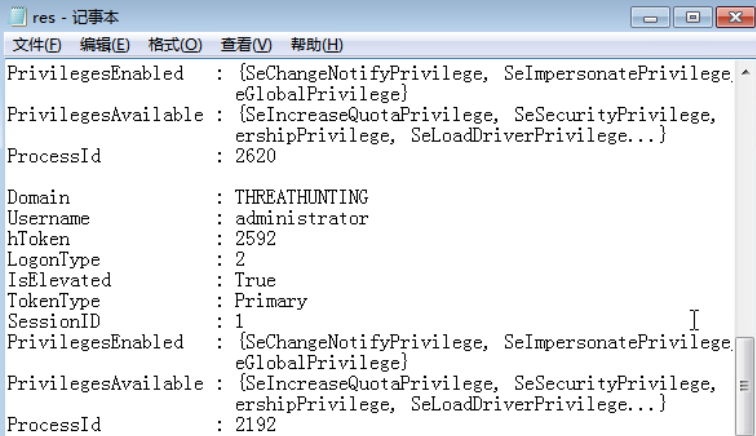 res - 记事本
文件(F) 编辑(E) 格式(O) 查看(V) 帮助(H)
PrivilegesEnabled : {SeChangeNotifyPrivilege, SeImpersonatePrivilege,
eGlobalPrivilege}
PrivilegesAvailable : {SeIncreaseQuotaPrivilege, SeSecurityPrivilege,
ershipPrivilege, SeLoadDriverPrivilege...}
ProcessId : 2620
Domain : THREATHUNTING
Username : administrator
hToken : 2592
LogonType : 2
IsElevated : True
TokenType : Primary
SessionID : 1
PrivilegesEnabled : {SeChangeNotifyPrivilege, SeImpersonatePrivilege,
eGlobalPrivilege}
PrivilegesAvailable : {SeIncreaseQuotaPrivilege, SeSecurityPrivilege,
ershipPrivilege, SeLoadDriverPrivilege...}
ProcessId : 2192